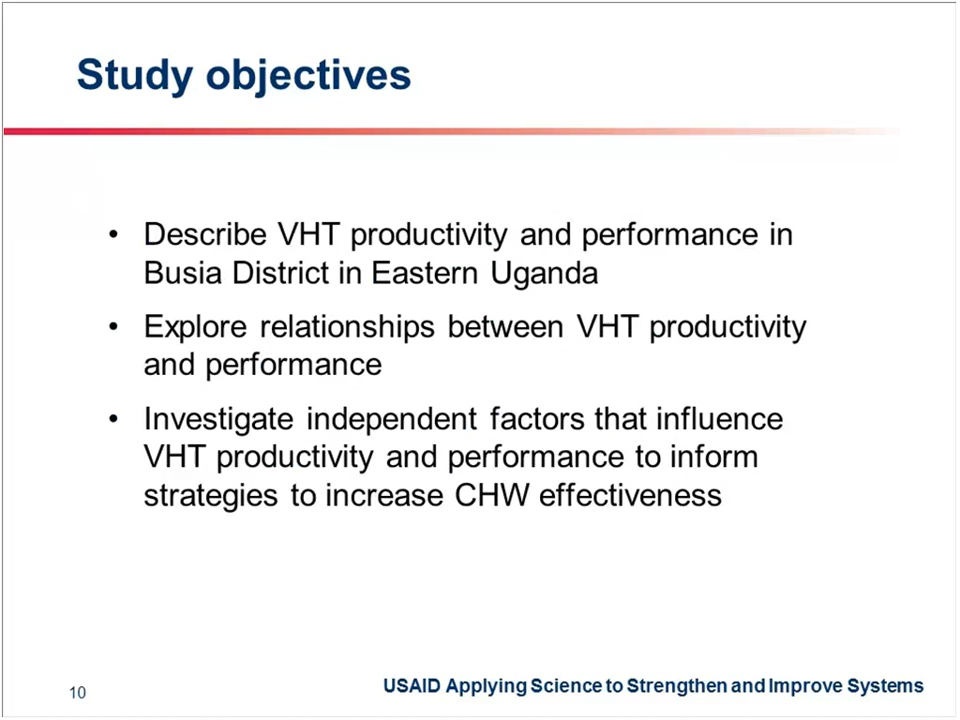 Study objectives
• Describe VHT productivity and performance in
Busia District in Eastern Uganda
• Explore relationships between VHT productivity
and performance
• Investigate independent factors that influence
VHT productivity and performance to inform
strategies to increase CHW effectiveness
10
USAID Applying Science to Strengthen and Improve Systems